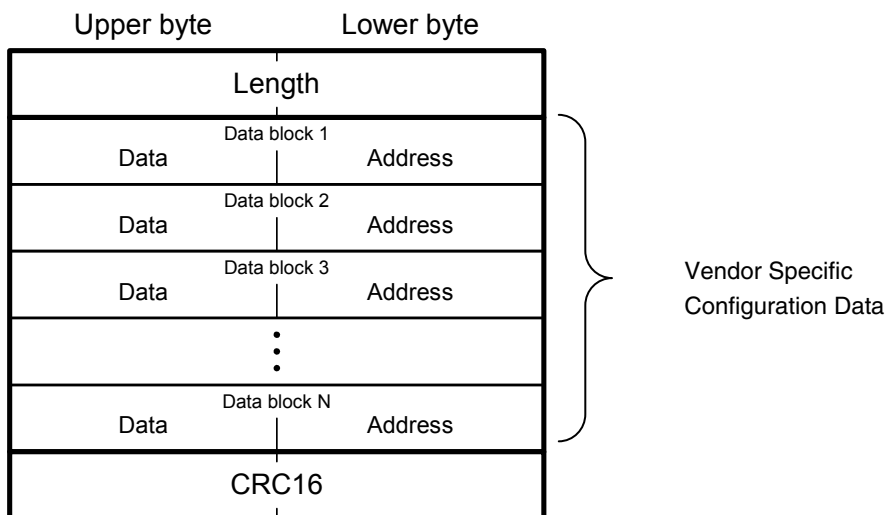 Upper byte Lower byte
Length
Data block 1
Data Address
Data block 2
Data Address
Data block 3
Data Address
Vendor Specific
Configuration Data
Data block N
Data Address
CRC16